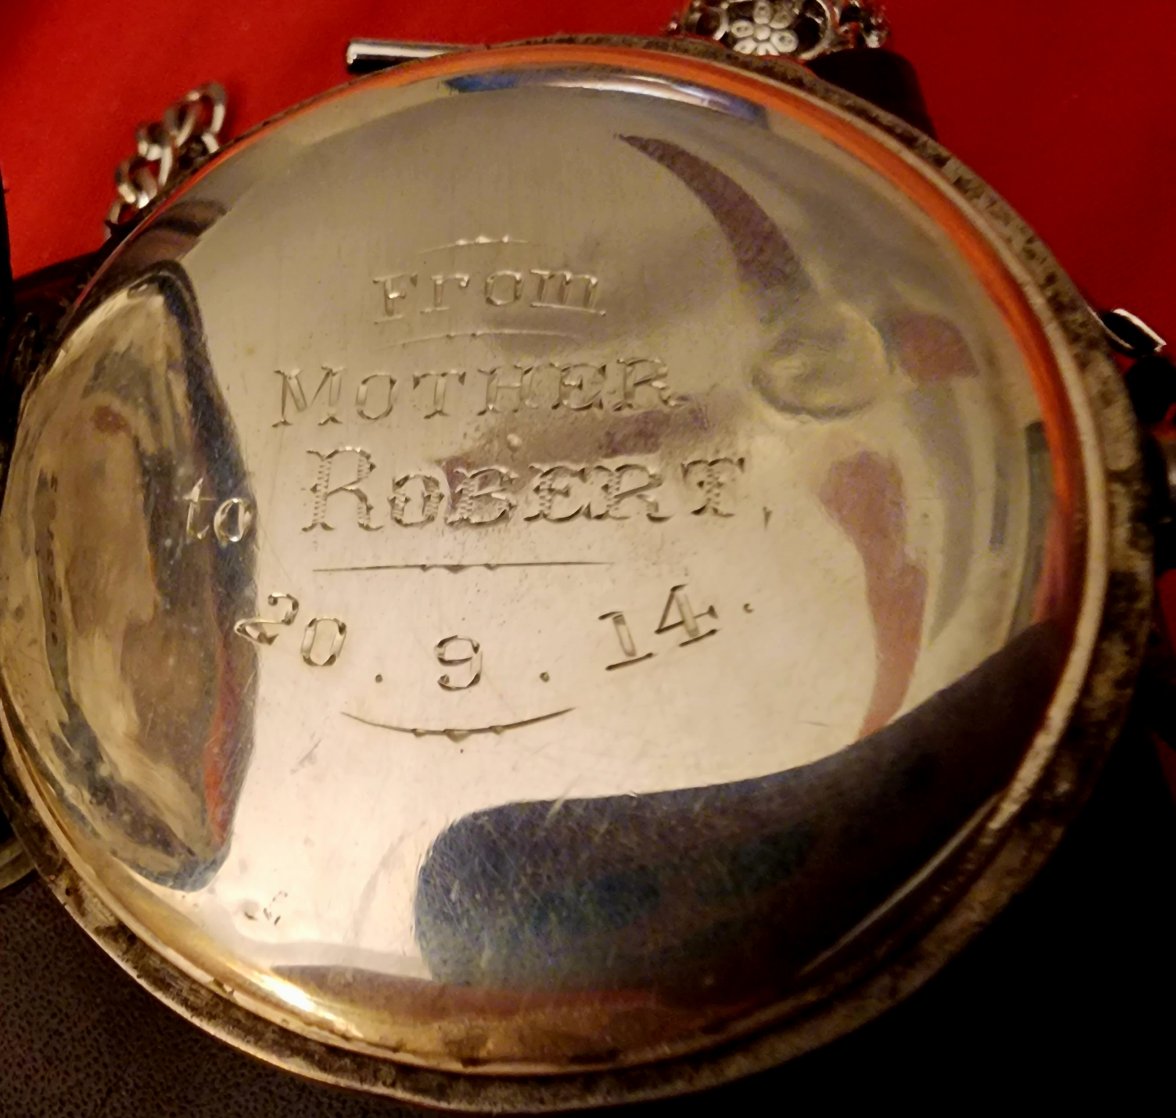 From
MOTHER
to ROBERT
20.9.14.